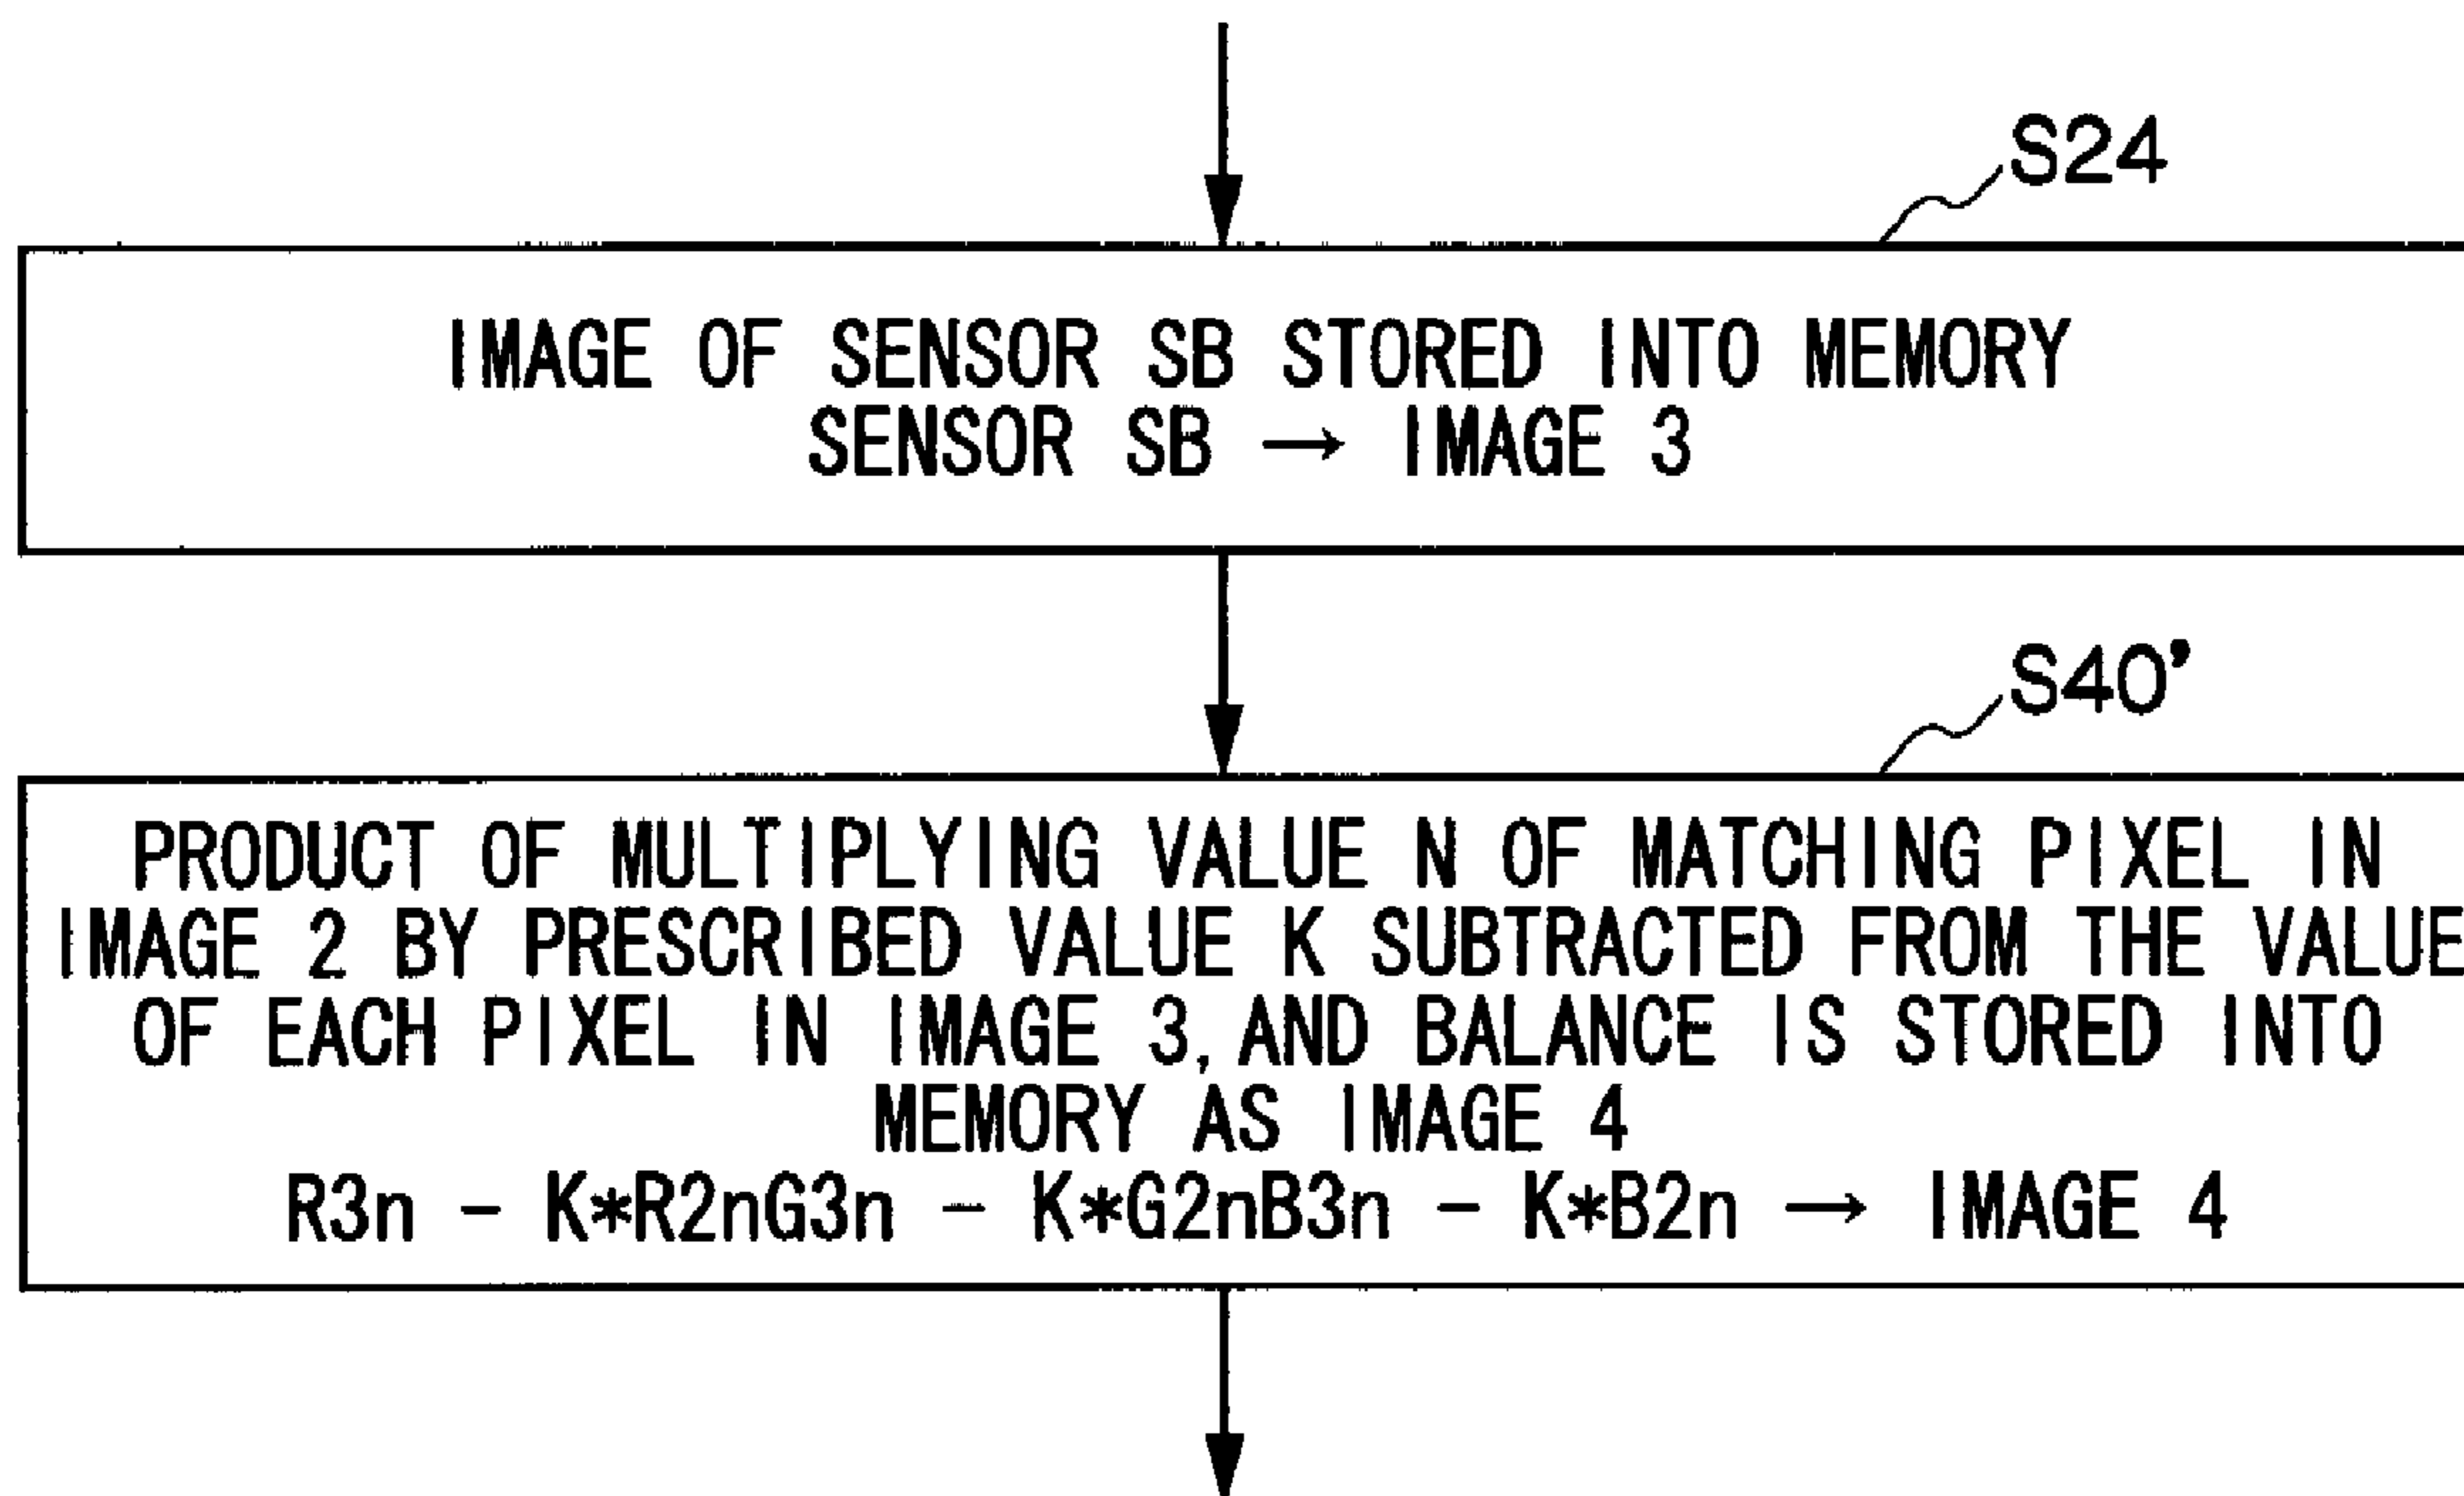 S24
IMAGE OF SENSOR SB STORED INTO MEMORY
SENSOR SB → IMAGE 3
S40'
PRODUCT OF MULTIPLYING VALUE N OF MATCHING PIXEL IN
IMAGE 2 BY PRESCRIBED VALUE K SUBTRACTED FROM THE VALUE
OF EACH PIXEL IN IMAGE 3, AND BALANCE IS STORED INTO
MEMORY AS IMAGE 4
R3n - K*R2nG3n - K*G2nB3n - K*B2n → IMAGE 4